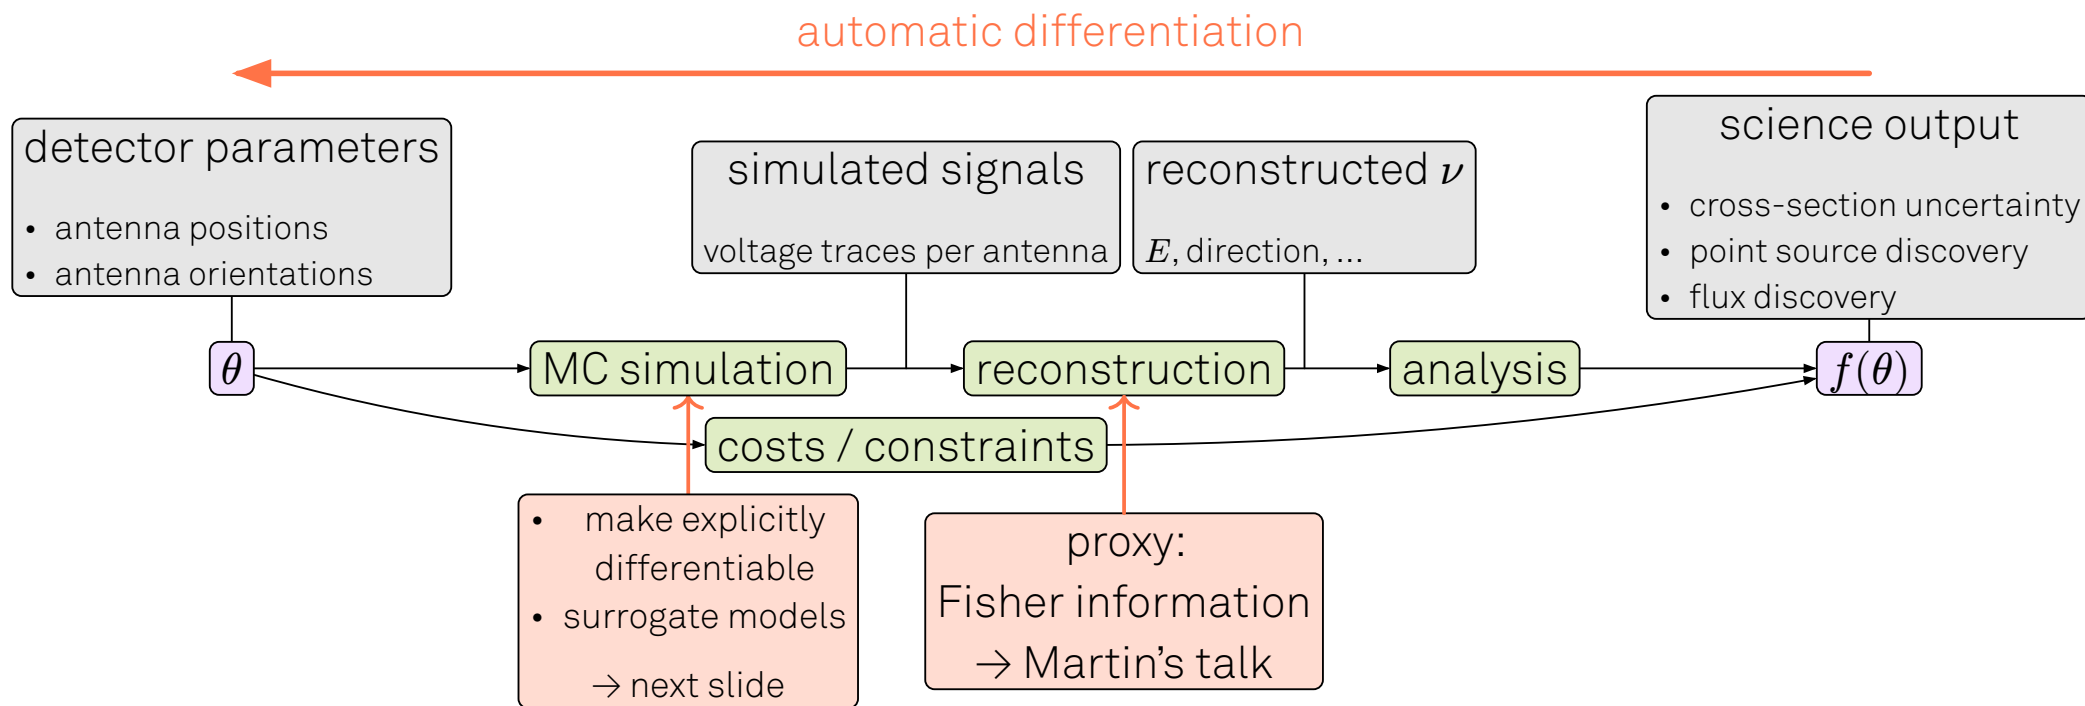 automatic differentiation
detector parameters
• antenna positions
• antenna orientations
simulated signals
voltage traces per antenna
reconstructed ν
E, direction, ...
science output
• cross-section uncertainty
• point source discovery
• flux discovery
θ
MC simulation
reconstruction
analysis
f(θ)
costs / constraints
• make explicitly
differentiable
• surrogate models
→ next slide
proxy:
Fisher information
→ Martin's talk